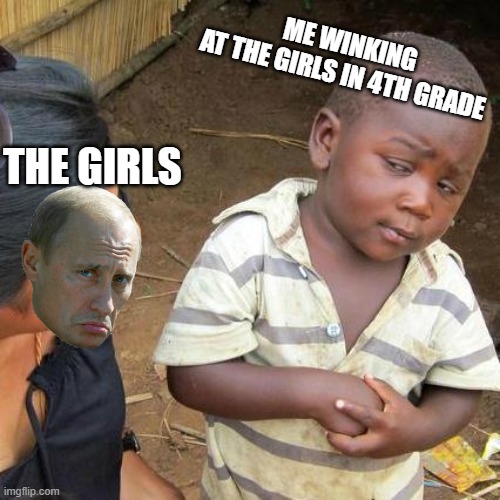 ME WINKING
AT THE GIRLS IN 4TH GRADE
THE GIRLS
imgflip.com